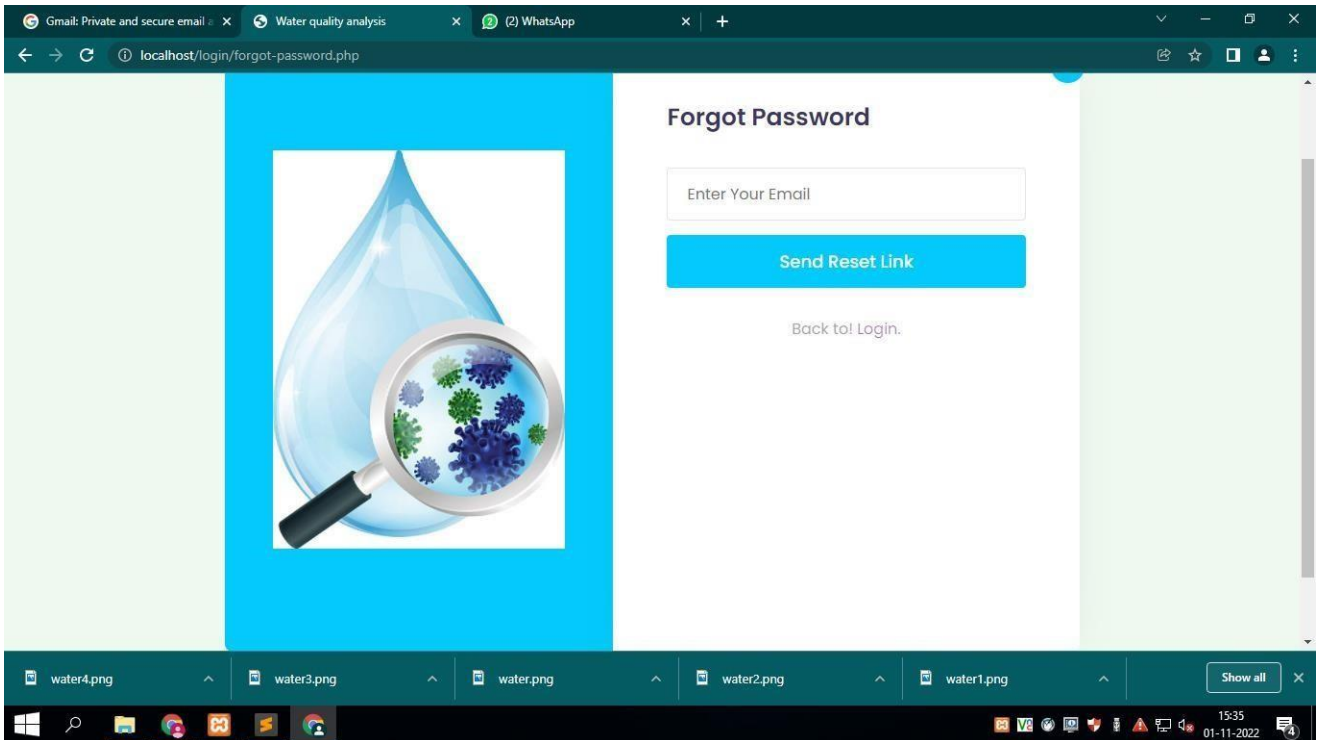 Gmail: Private and secure email a
Water quality analysis
(2) WhatsApp
localhost/login/forgot-password.php
Forgot Password
Enter Your Email
Send Reset Link
Back to! Login.
water4.png
water3.png
water.png
water2.png
water1.png
Show all
15:35
01-11-2022